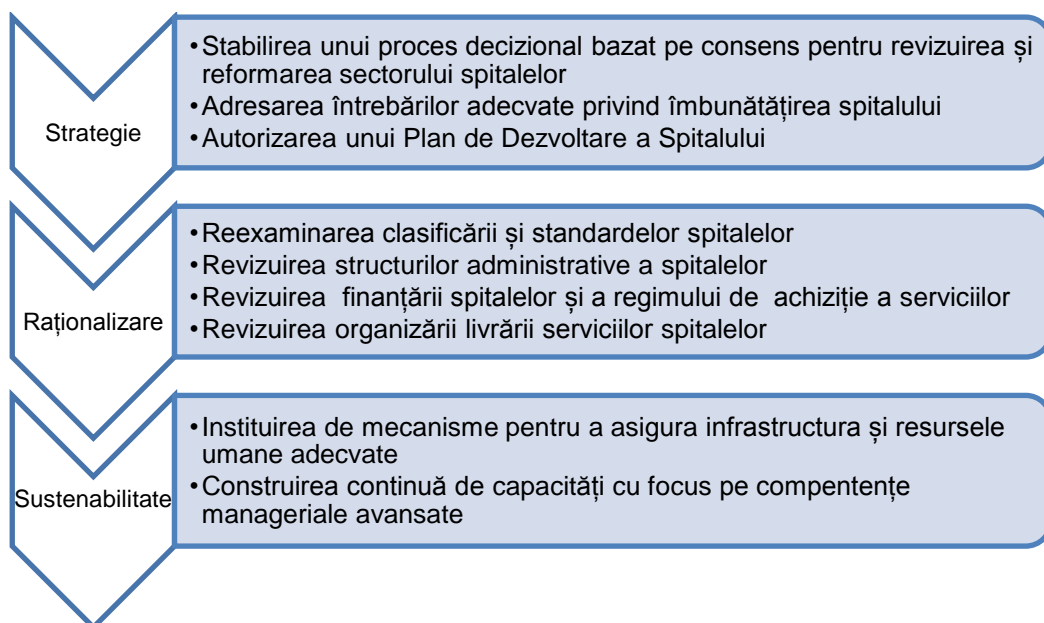 Strategie
•Stabilirea unui proces decizional bazat pe consens pentru revizuirea și
reformarea sectorului spitalelor
•Adresarea întrebărilor adecvate privind îmbunătățirea spitalului
•Autorizarea unui Plan de Dezvoltare a Spitalului
Raționalizare
•Reexaminarea clasificării și standardelor spitalelor
•Revizuirea structurilor administrative a spitalelor
•Revizuirea finanțării spitalelor și a regimului de achiziție a serviciilor
•Revizuirea organizării livrării serviciilor spitalelor
Sustenabilitate
•Instituirea de mecanisme pentru a asigura infrastructura și resursele
umane adecvate
•Construirea continuă de capacități cu focus pe compentențe
manageriale avansate